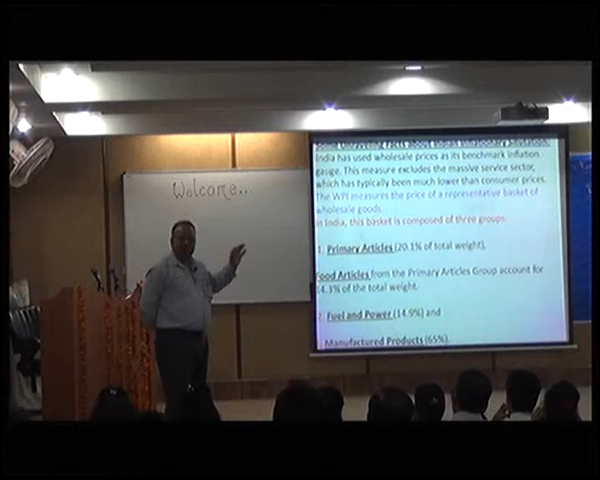 Welcome..
India has used wholesale prices as its benchmark inflation
gauge. This measure excludes the massive service sector,
which has typically been much lower than consumer prices.
The WPI measures the price of a representative basket of
wholesale goods.
In India, this basket is composed of three groups:
1. Primary Articles (20.1% of total weight),
Food Articles from the Primary Articles Group account for
14.3% of the total weight.
2. Fuel and Power (14.9%) and
Manufactured Products (65%).